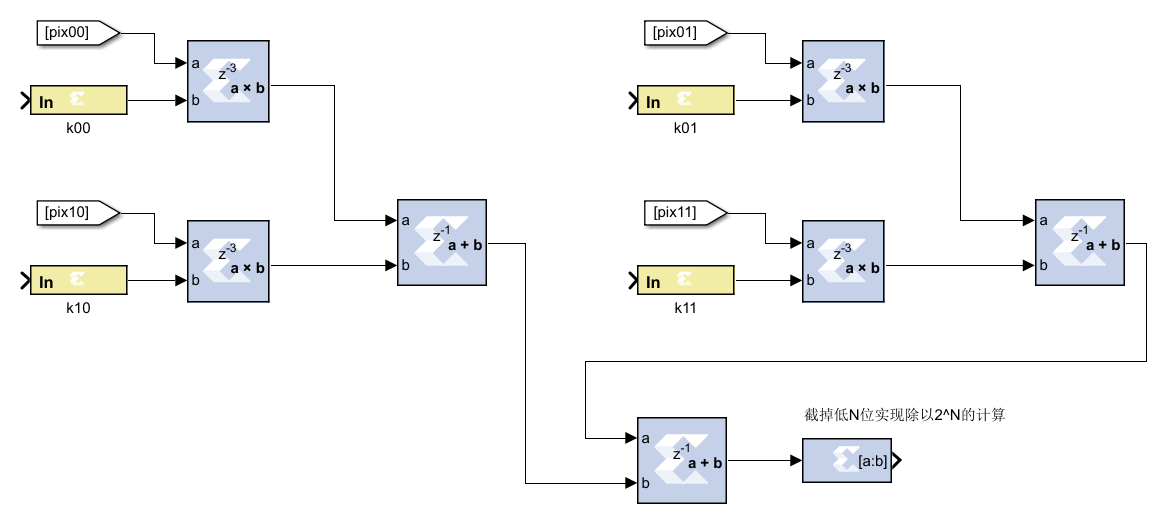 [pix00]
In
k00
a
b
z-3
a × b
[pix01]
In
k01
a
b
z-3
a × b
[pix10]
In
k10
a
b
z-3
a × b
a
b
z-1
a + b
[pix11]
In
k11
a
b
z-3
a × b
a
b
z-1
a + b
截掉低N位实现除以2^N的计算
a
b
z-1
a + b
[a:b]